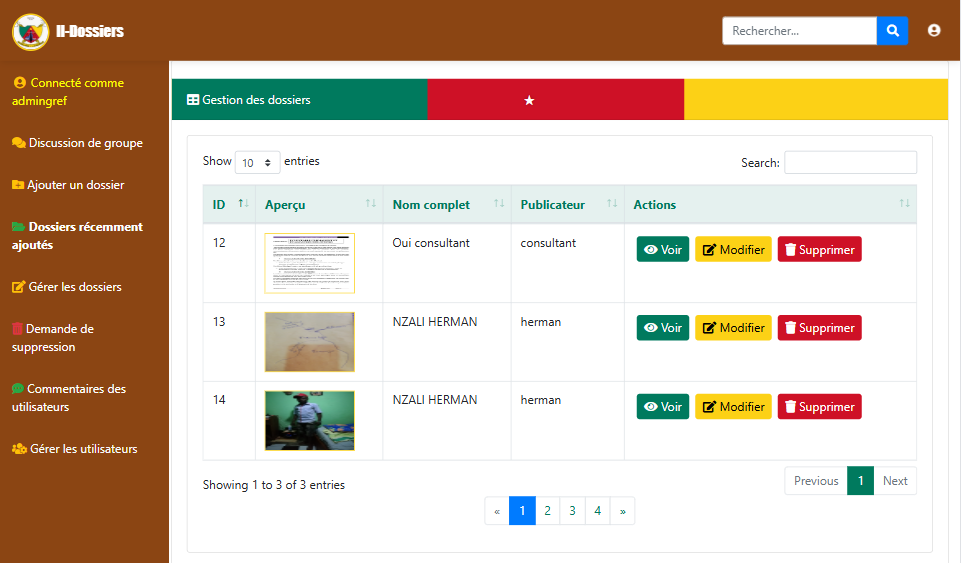 H-Dossiers
Rechercher...
Connecté comme
admingref
Discussion de groupe
Ajouter un dossier
Dossiers récemment
ajoutés
Gérer les dossiers
Demande de
suppression
Commentaires des
utilisateurs
Gérer les utilisateurs
Gestion des dossiers
Show 10 entries
Search:
ID Aperçu Nom complet Publicateur Actions
12 Oui consultant consultant Voir Modifier Supprimer
13 NZALI HERMAN herman Voir Modifier Supprimer
14 NZALI HERMAN herman Voir Modifier Supprimer
Showing 1 to 3 of 3 entries
Previous 1 Next
« 1 2 3 4 »